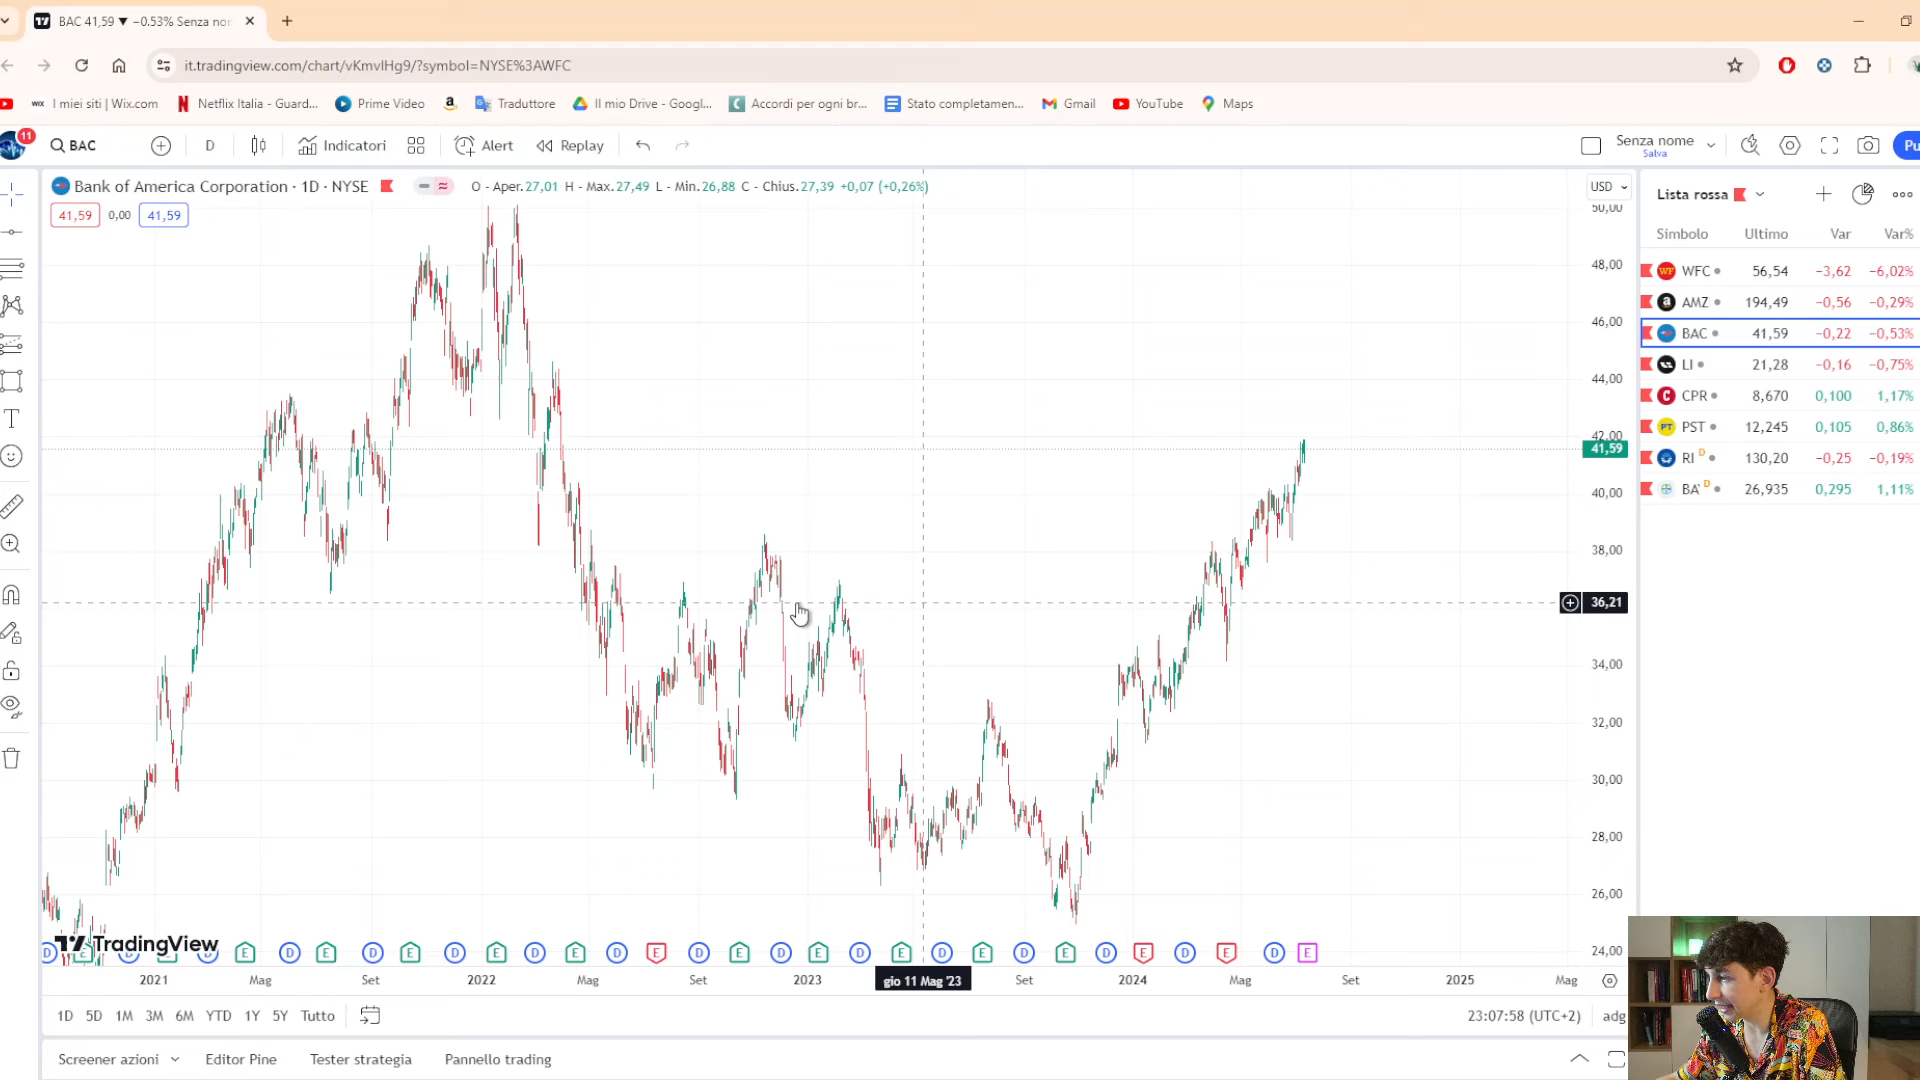 BAC 41,59 ▼ −0.53% Senza nor
it.tradingview.com/chart/vKmvIHg9/?symbol=NYSE%3AWFC
I miei siti | Wix.com
Netflix Italia - Guard...
Prime Video
Traduttore
Il mio Drive - Googl...
Accordi per ogni br...
Stato completamen...
Gmail
YouTube
Maps
11
BAC
D
Indicatori
Alert
Replay
Senza nome
Salva
Pu
Bank of America Corporation · 1D · NYSE
O - Aper.27,01 H - Max.27,49 L - Min.26,88 C - Chius.27,39 +0,07 (+0,26%)
41,59 0,00 41,59
USD
50,00
48,00
46,00
44,00
42,00
41,59
40,00
38,00
36,21
34,00
32,00
30,00
28,00
26,00
24,00
Lista rossa
Simbolo Ultimo Var Var%
WFC 56,54 −3,62 −6,02%
AMZ 194,49 −0,56 −0,29%
BAC 41,59 −0,22 −0,53%
LI 21,28 −0,16 −0,75%
CPR 8,670 0,100 1,17%
PST 12,245 0,105 0,86%
RI D 130,20 −0,25 −0,19%
BA' D 26,935 0,295 1,11%
TradingView
D E D E D E D E D E D E D E D E D E D E D E D E D E D E D E
2021 Mag Set 2022 Mag Set 2023 gio 11 Mag '23 Set 2024 Mag Set 2025 Mag
1D 5D 1M 3M 6M YTD 1Y 5Y Tutto
23:07:58 (UTC+2)
adg
Screener azioni
Editor Pine
Tester strategia
Pannello trading